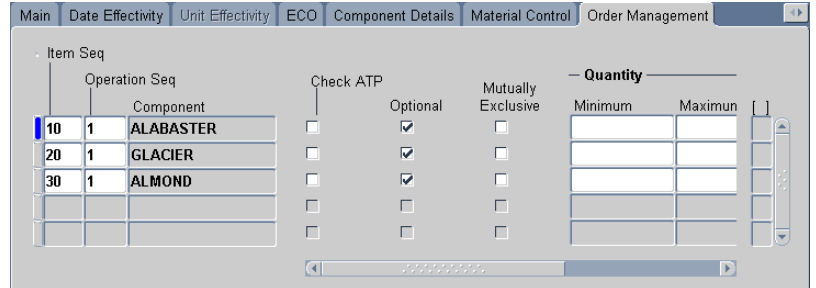 Main Date Effectivity Unit Effectivity ECO Component Details Material Control Order Management
Item Seq
Operation Seq Check ATP Quantity
Mutually
Component Optional Exclusive Minimum Maximun [ ]
10 1 ALABASTER
20 1 GLACIER
30 1 ALMOND